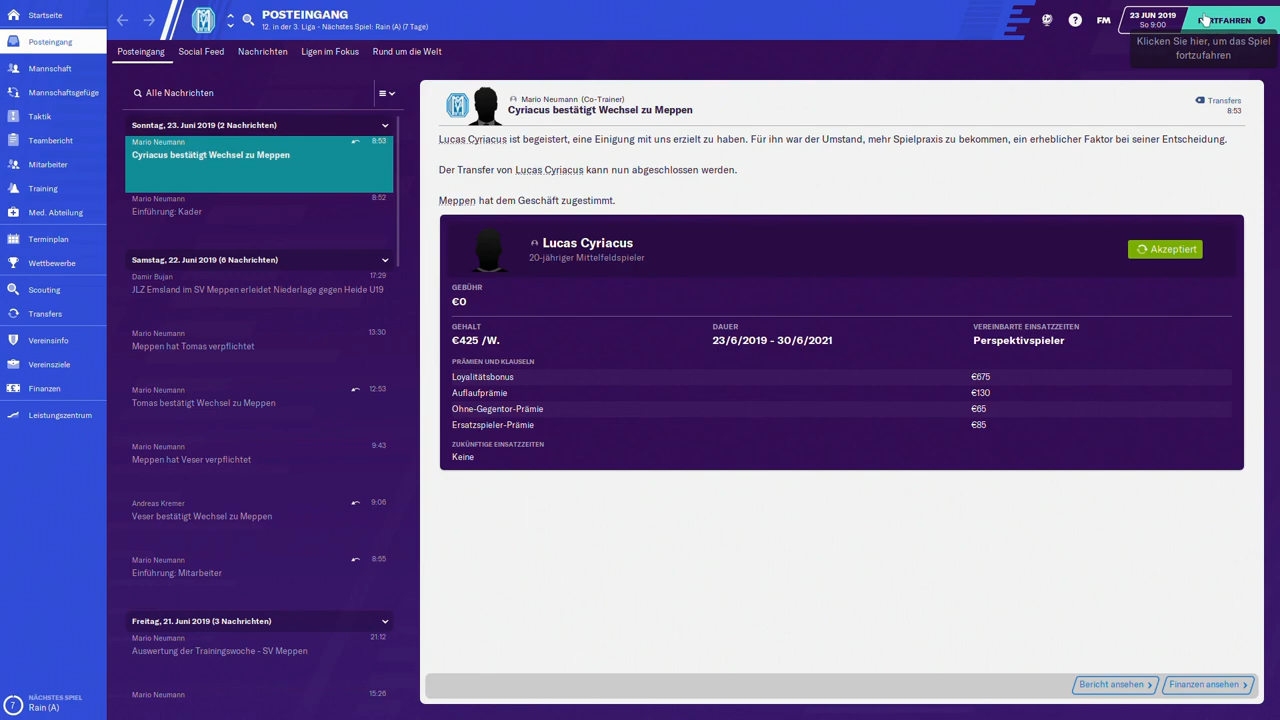 Startseite
Posteingang
Mannschaft
Mannschaftsgefüge
Taktik
Teambericht
Mitarbeiter
Training
Med. Abteilung
Terminplan
Wettbewerbe
Scouting
Transfers
Vereinsinfo
Vereinsziele
Finanzen
Leistungszentrum
NÄCHSTES SPIEL
7
Rain (A)
POSTEINGANG
12. in der 3. Liga - Nächstes Spiel: Rain (A) (7 Tage)
FM
23 JUN 2019
So 9:00
Klicken Sie hier, um das Spiel
fortzufahren
Posteingang
Social Feed
Nachrichten
Ligen im Fokus
Rund um die Welt
Alle Nachrichten
Sonntag, 23. Juni 2019 (2 Nachrichten)
Mario Neumann 8:53
Cyriacus bestätigt Wechsel zu Meppen
Mario Neumann 8:52
Einführung: Kader
Samstag, 22. Juni 2019 (6 Nachrichten)
Damir Bujan 17:29
JLZ Emsland im SV Meppen erleidet Niederlage gegen Heide U19
Mario Neumann 13:30
Meppen hat Tomas verpflichtet
Mario Neumann 12:53
Tomas bestätigt Wechsel zu Meppen
Mario Neumann 9:43
Meppen hat Veser verpflichtet
Andreas Kremer 9:06
Veser bestätigt Wechsel zu Meppen
Mario Neumann 8:55
Einführung: Mitarbeiter
Freitag, 21. Juni 2019 (3 Nachrichten)
Mario Neumann 21:12
Auswertung der Trainingswoche - SV Meppen
Mario Neumann 15:26
Mario Neumann (Co-Trainer)
Cyriacus bestätigt Wechsel zu Meppen
Transfers
8:53
Lucas Cyriacus ist begeistert, eine Einigung mit uns erzielt zu haben. Für ihn war der Umstand, mehr Spielpraxis zu bekommen, ein erheblicher Faktor bei seiner Entscheidung.
Der Transfer von Lucas Cyriacus kann nun abgeschlossen werden.
Meppen hat dem Geschäft zugestimmt.
Lucas Cyriacus
20-jähriger Mittelfeldspieler
Akzeptiert
GEBÜHR
€0
GEHALT DAUER VEREINBARTE EINSATZZEITEN
€425 /W. 23/6/2019 - 30/6/2021 Perspektivspieler
PRÄMIEN UND KLAUSELN
Loyalitätsbonus €675
Auflaufprämie €130
Ohne-Gegentor-Prämie €65
Ersatzspieler-Prämie €85
ZUKÜNFTIGE EINSATZZEITEN
Keine
Bericht ansehen
Finanzen ansehen